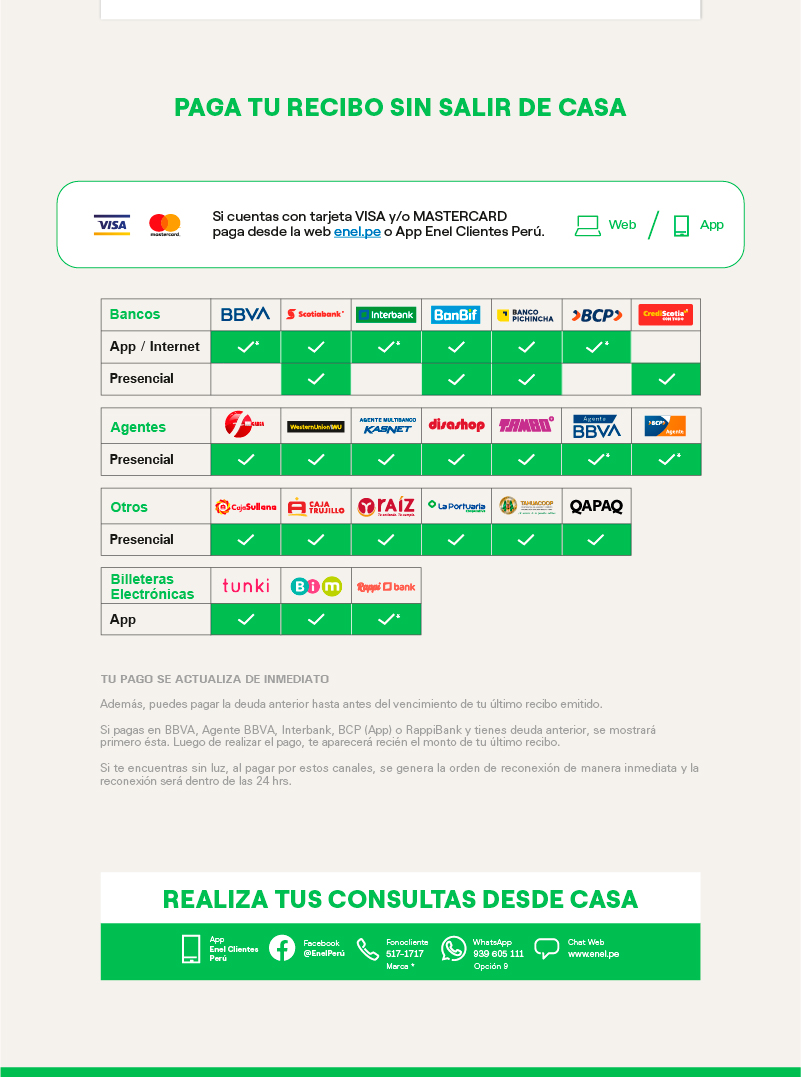 PAGA TU RECIBO SIN SALIR DE CASA
VISA
mastercard
Si cuentas con tarjeta VISA y/o MASTERCARD
paga desde la web enel.pe o App Enel Clientes Perú.
Web / App
Bancos BBVA Scotiabank Interbank BanBif BANCO PICHINCHA BCP CrediScotia CON TODO
App / Internet * * *
Presencial
Agentes KASEA WesternUnion WU AGENTE MULTIBANCO KASNET disashop TAMBO Agente BBVA BCP Agente
Presencial * *
Otros CajaSullana CAJA TRUJILLO raíz La Portuaria TAHUACOOP QAPAQ
Presencial
Billeteras
Electrónicas
tunki Bim Rappi bank
App *
TU PAGO SE ACTUALIZA DE INMEDIATO
Además, puedes pagar la deuda anterior hasta antes del vencimiento de tu último recibo emitido.
Si pagas en BBVA, Agente BBVA, Interbank, BCP (App) o RappiBank y tienes deuda anterior, se mostrará
primero ésta. Luego de realizar el pago, te aparecerá recién el monto de tu último recibo.
Si te encuentras sin luz, al pagar por estos canales, se genera la orden de reconexión de manera inmediata y la
reconexión será dentro de las 24 hrs.
REALIZA TUS CONSULTAS DESDE CASA
App
Enel Clientes
Perú
Facebook
@EnelPerú
Fonocliente
517-1717
Marca *
WhatsApp
939 605 111
Opción 9
Chat Web
www.enel.pe